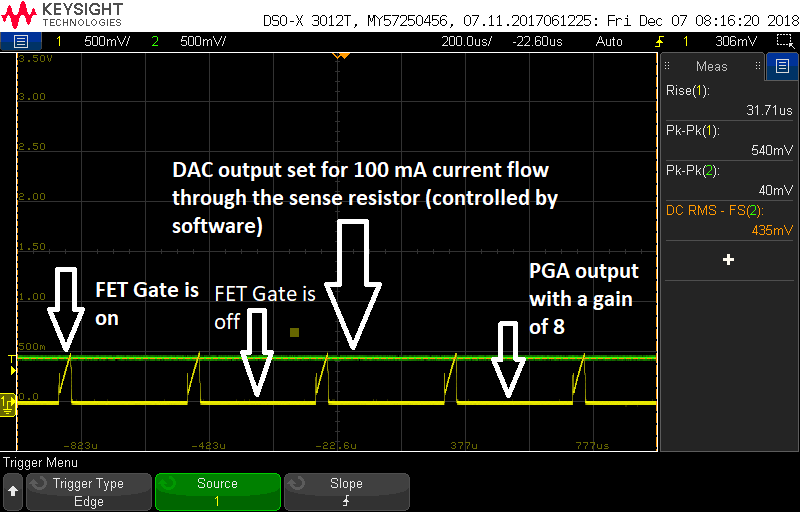 KEYSIGHT
TECHNOLOGIES
DSO-X 3012T, MY57250456, 07.11.2017061225: Fri Dec 07 08:16:20 2018
1 500mV/ 2 500mV/ 200.0us/ -22.60us Auto 1 306mV
3.50V
3.00
2.50
2.00
1.50
1.00
500m
0.0
T
1
DAC output set for 100 mA current flow
through the sense resistor (controlled by
software)
FET Gate is
on
FET Gate is
off
PGA output
with a gain
of 8
-823u -423u -22.6u 377u 777us
Meas
Rise(1):
31.71us
Pk-Pk(1):
540mV
Pk-Pk(2):
40mV
DC RMS - FS(2):
435mV
+
Trigger Menu
Trigger Type
Edge
Source
1
Slope